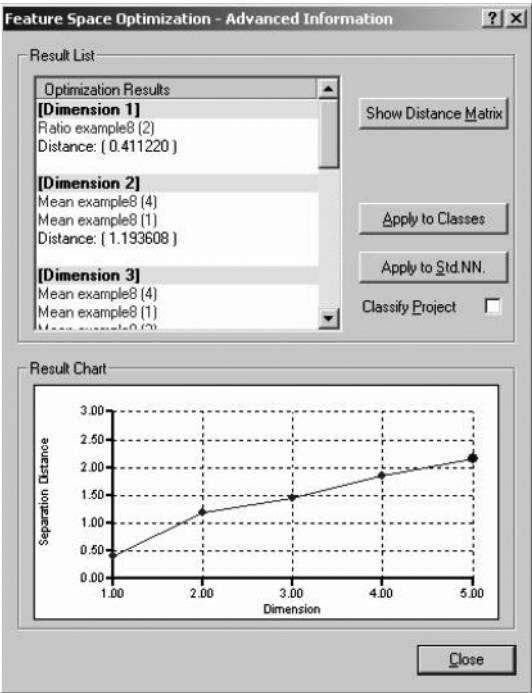 Feature Space Optimization - Advanced Information
Result List
Optimization Results
[Dimension 1]
Ratio example8 (2)
Distance: ( 0.411220 )
[Dimension 2]
Mean example8 (4)
Mean example8 (1)
Distance: ( 1.193608 )
[Dimension 3]
Mean example8 (4)
Mean example8 (1)
Show Distance Matrix
Apply to Classes
Apply to Std.NN.
Classify Project
Result Chart
Separation Distance
3.00
2.50
2.00
1.50
1.00
0.50
0.00
1.00 2.00 3.00 4.00 5.00
Dimension
Close